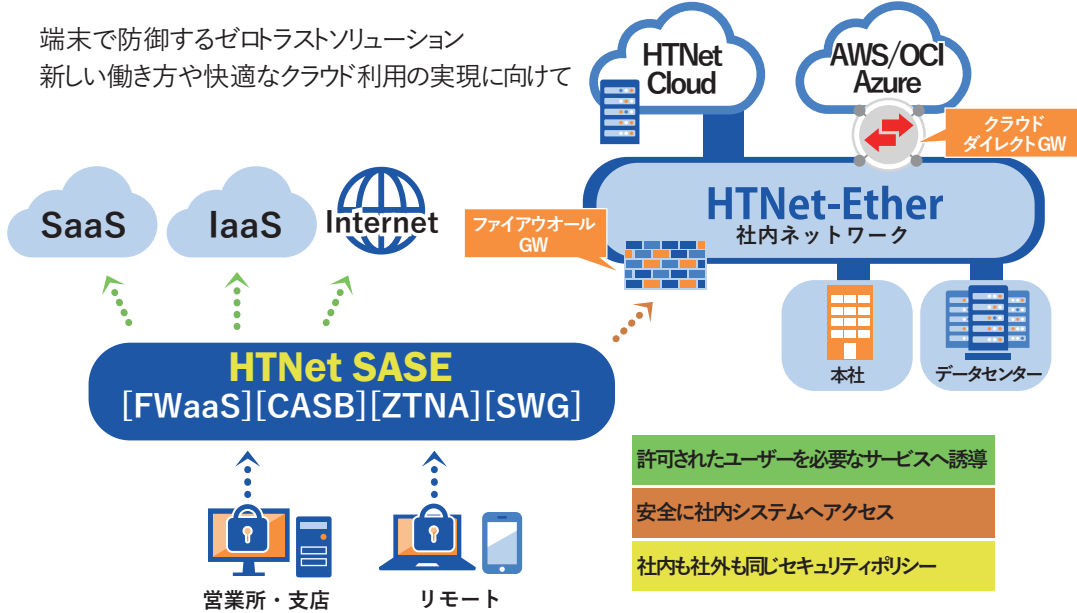 端末で防御するゼロトラストソリューション
新しい働き方や快適なクラウド利用の実現に向けて
HTNet
Cloud
AWS/OCI
Azure
クラウド
ダイレクトGW
SaaS
IaaS
Internet
ファイアウオール
GW
HTNet-Ether
社内ネットワーク
本社
データセンター
HTNet SASE
[FWaaS][CASB][ZTNA][SWG]
許可されたユーザーを必要なサービスへ誘導
安全に社内システムへアクセス
社内も社外も同じセキュリティポリシー
営業所・支店
リモート